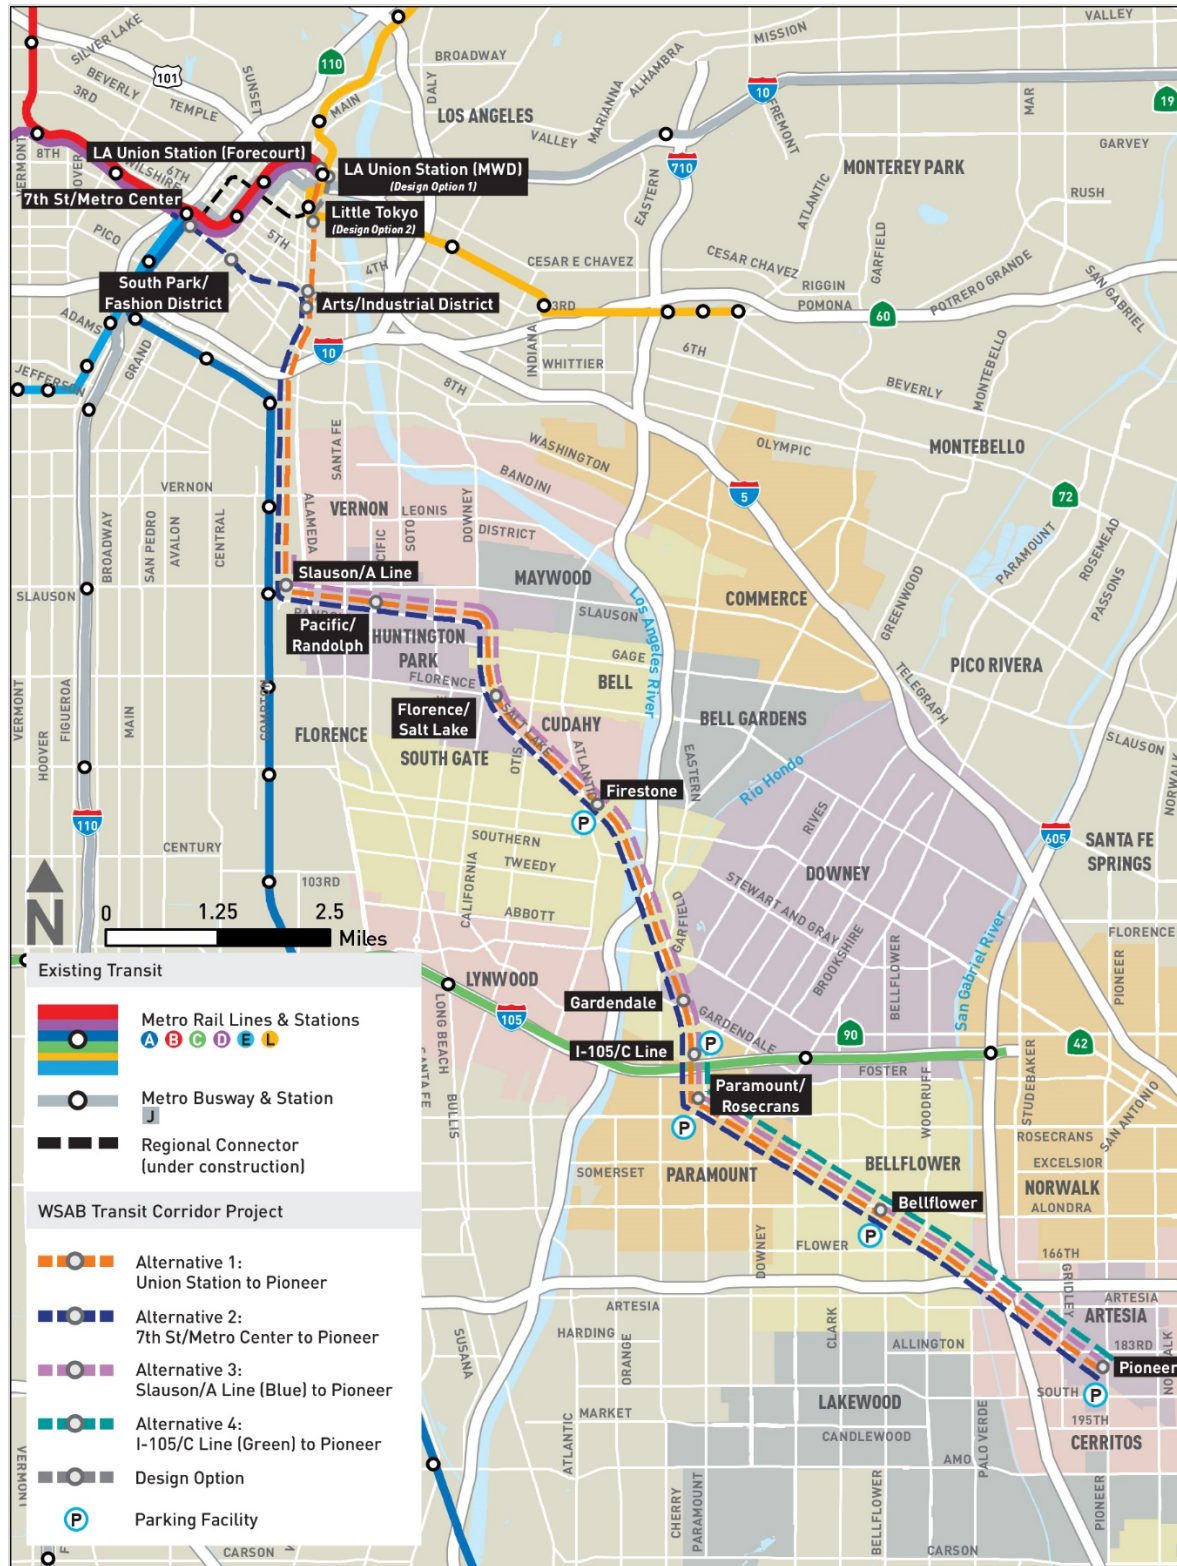 SILVER LAKE
101
BEVERLY
3RD
TEMPLE
SUNSET
110
MAIN
DALY
BROADWAY
LOS ANGELES
VALLEY
MARIANNA
ALHAMBRA
MISSION
VALLEY
10
FREMONT
MAR
19
GARVEY
710
EASTERN
MONTEREY PARK
ATLANTIC
GARFIELD
RUSH
VERMONT
8TH
HOOVER
WILSHIRE
6TH
LA Union Station (Forecourt)
LA Union Station (MWD)
(Design Option 1)
7th St/Metro Center
Little Tokyo
(Design Option 2)
PICO
5TH
4TH
CESAR E CHAVEZ
CESAR CHAVEZ
RIGGIN
POMONA
POTRERO GRANDE
SAN GABRIEL
South Park/
Fashion District
Arts/Industrial District
3RD
60
ADAMS
GRAND
JEFFERSON
10
INDIANA
WHITTIER
6TH
8TH
BEVERLY
MONTEBELLO
MONTEBELLO
SANTA FE
WASHINGTON
BANDINI
OLYMPIC
5
72
VERNON
BROADWAY
SAN PEDRO
AVALON
CENTRAL
ALAMEDA
VERNON
LEONIS
PACIFIC
SOTO
DOWNEY
DISTRICT
GREENWOOD
PARAMOUNT
ROSEMEAD
PASSONS
SLAUSON
Slauson/A Line
MAYWOOD
SLAUSON
Los Angeles River
COMMERCE
Pacific/
Randolph
HUNTINGTON
PARK
GAGE
BELL
PICO RIVERA
TELEGRAPH
FLORENCE
VERMONT
HOOVER
FIGUEROA
MAIN
COMPTON
FLORENCE
Florence/
Salt Lake
SALT LAKE
CUDAHY
BELL GARDENS
SOUTH GATE
OTIS
ATLANTIC
EASTERN
Rio Hondo
SLAUSON
NORWALK
Firestone
P
110
CENTURY
103RD
SOUTHERN
TWEEDY
CALIFORNIA
ABBOTT
RIVES
DOWNEY
STEWART AND GRAY
BROOKSHIRE
BELLFLOWER
605
SANTA FE
SPRINGS
San Gabriel River
FLORENCE
PIONEER
N
0
1.25
2.5
Miles
LYNWOOD
GARFIELD
Gardendale
GARDENDALE
105
I-105/C Line
P
90
FOSTER
42
LONG BEACH
SANTA FE
BULLIS
Paramount/
Rosecrans
P
WOODRUFF
STUDEBAKER
SAN ANTONIO
ROSECRANS
EXCELSIOR
SOMERSET
PARAMOUNT
BELLFLOWER
NORWALK
ALONDRA
Bellflower
P
DOWNEY
FLOWER
166TH
GRIDLEY
ARTESIA
ARTESIA
ARTESIA
HARDING
ORANGE
CLARK
ALLINGTON
183RD
Pioneer
SUSANA
P
SOUTH
195TH
LAKEWOOD
MARKET
CANDLEWOOD
ATLANTIC
PALO VERDE
CERRITOS
CHERRY
PARAMOUNT
BELLFLOWER
PIONEER
CARSON
CARSON
VERMONT
Existing Transit
Metro Rail Lines & Stations
A B C D E L
Metro Busway & Station
J
Regional Connector
(under construction)
WSAB Transit Corridor Project
Alternative 1:
Union Station to Pioneer
Alternative 2:
7th St/Metro Center to Pioneer
Alternative 3:
Slauson/A Line (Blue) to Pioneer
Alternative 4:
I-105/C Line (Green) to Pioneer
Design Option
P
Parking Facility